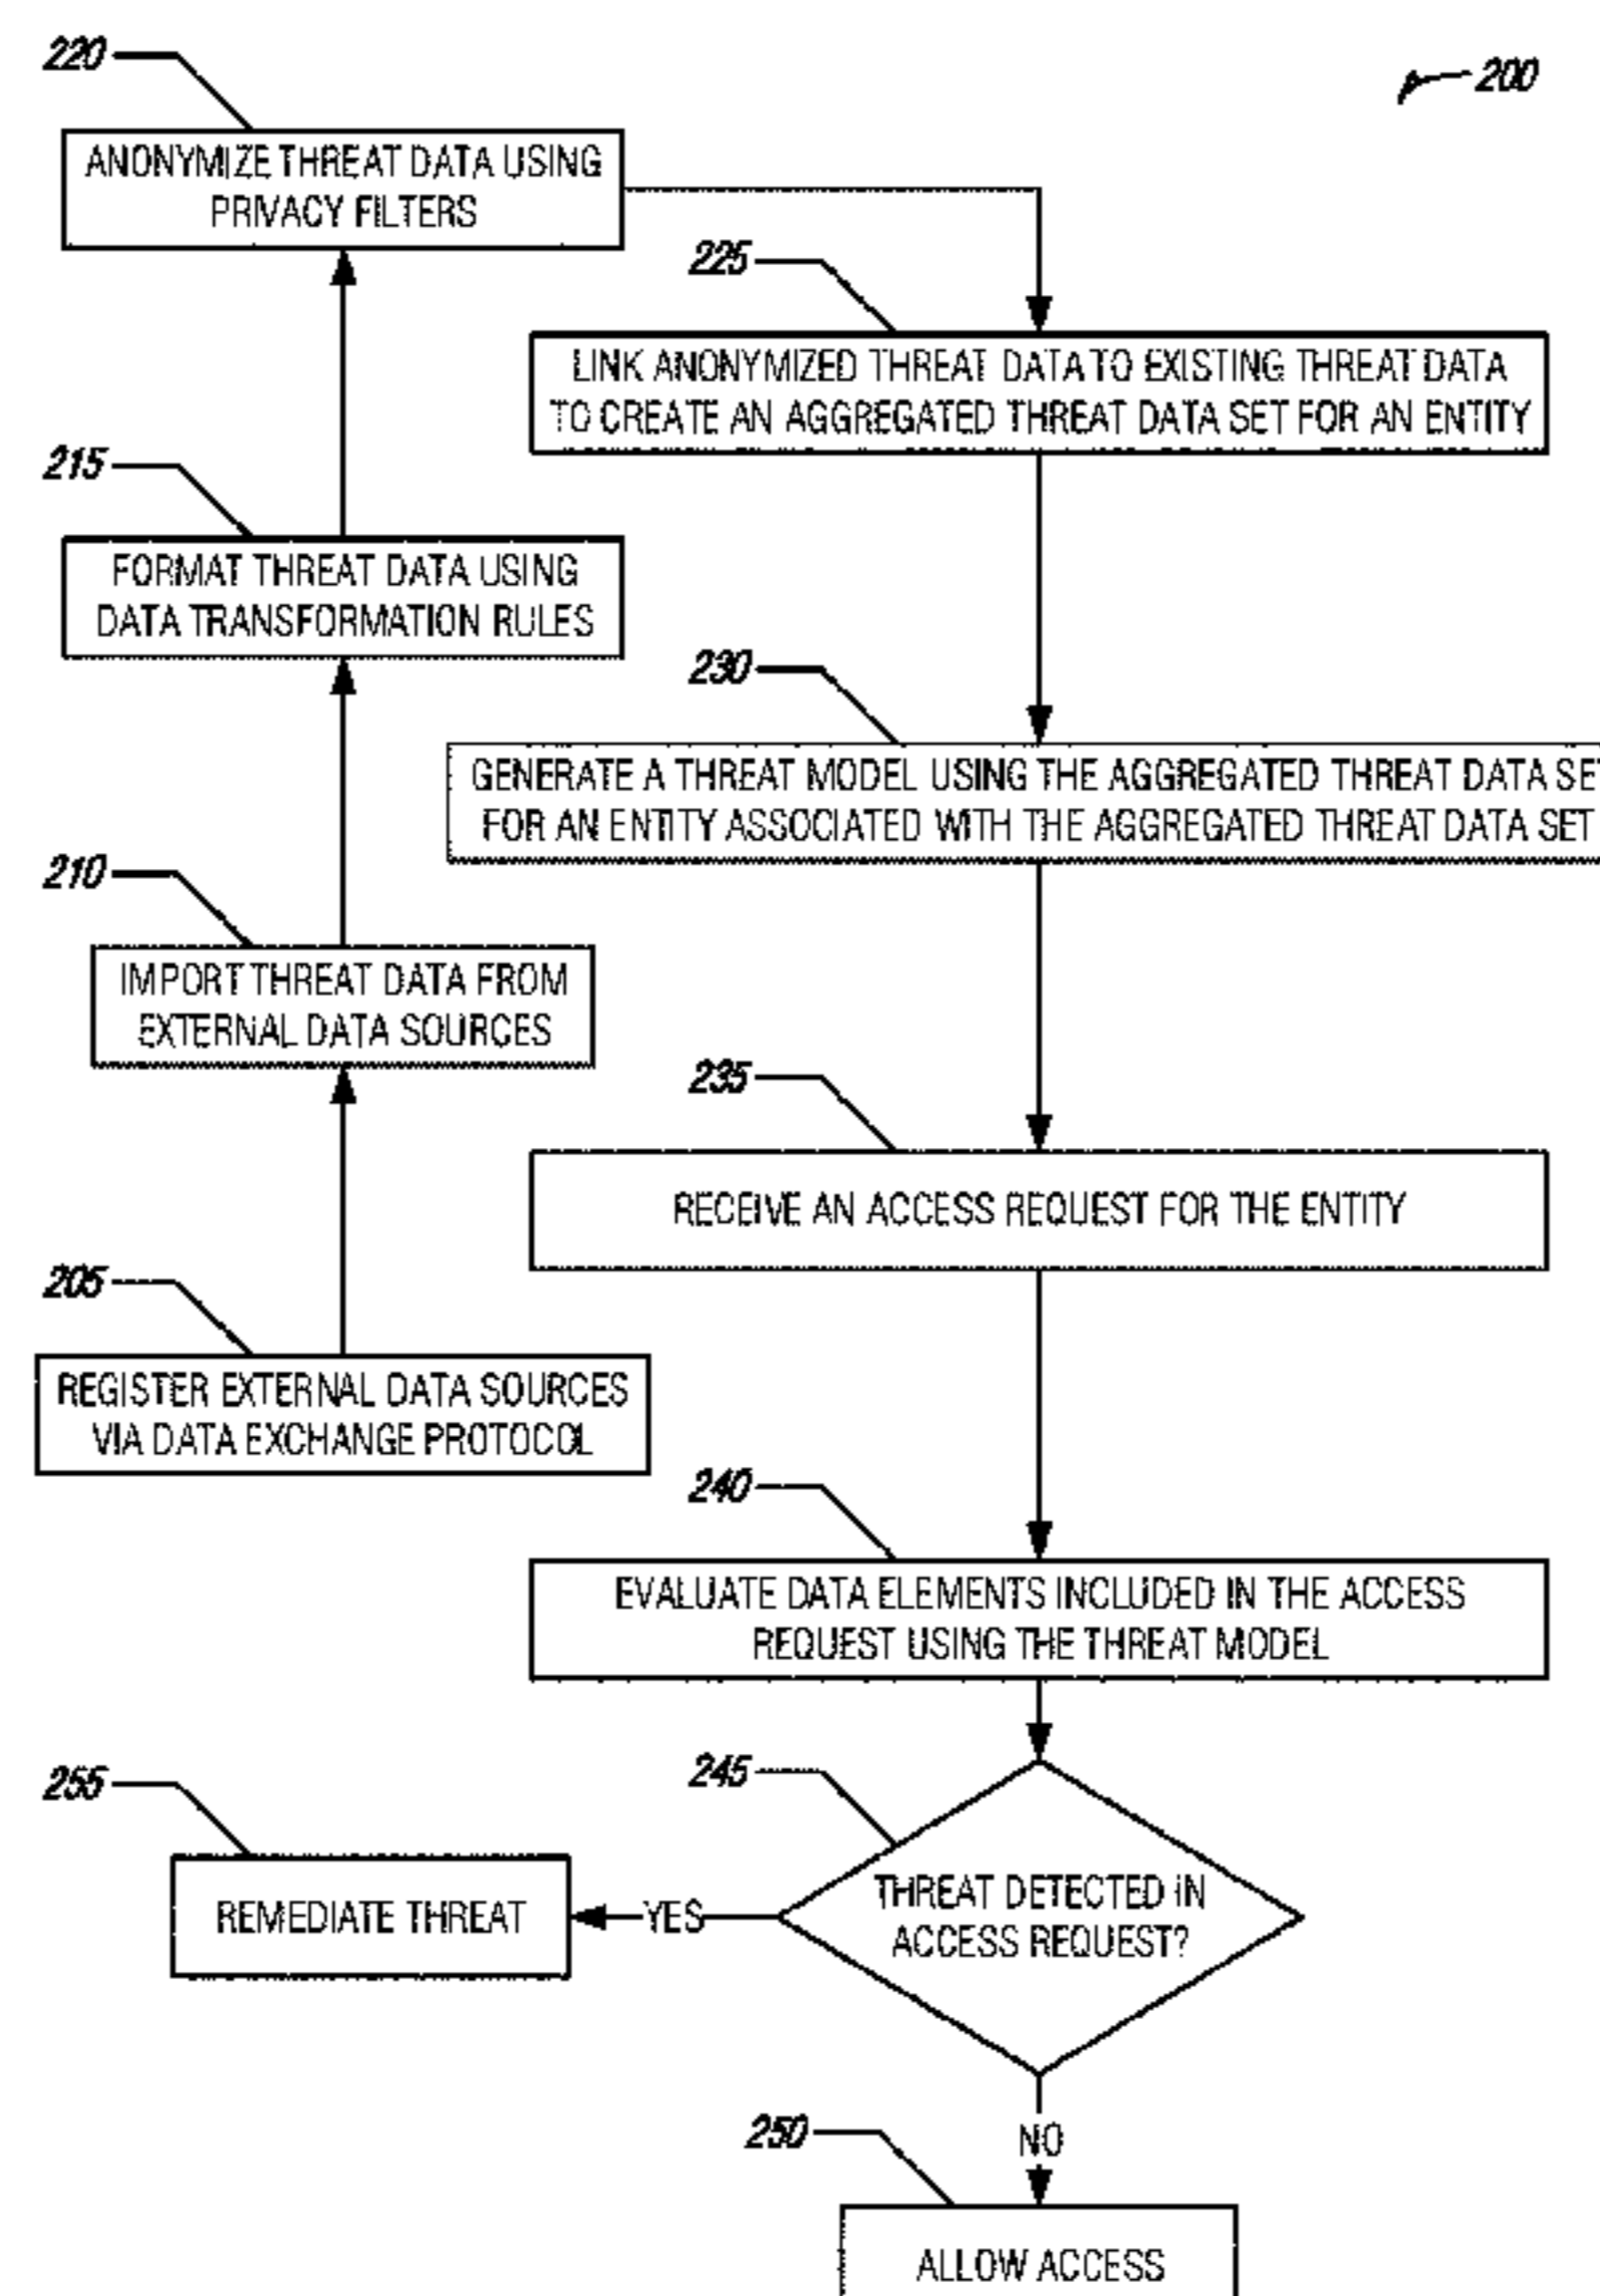 220
200
ANONYMIZE THREAT DATA USING
PRIVACY FILTERS
225
LINK ANONYMIZED THREAT DATA TO EXISTING THREAT DATA
TO CREATE AN AGGREGATED THREAT DATA SET FOR AN ENTITY
215
FORMAT THREAT DATA USING
DATA TRANSFORMATION RULES
230
GENERATE A THREAT MODEL USING THE AGGREGATED THREAT DATA SET
FOR AN ENTITY ASSOCIATED WITH THE AGGREGATED THREAT DATA SET
210
IMPORT THREAT DATA FROM
EXTERNAL DATA SOURCES
235
RECEIVE AN ACCESS REQUEST FOR THE ENTITY
205
REGISTER EXTERNAL DATA SOURCES
VIA DATA EXCHANGE PROTOCOL
240
EVALUATE DATA ELEMENTS INCLUDED IN THE ACCESS
REQUEST USING THE THREAT MODEL
245
255
THREAT DETECTED IN
ACCESS REQUEST?
YES
REMEDIATE THREAT
NO
250
ALLOW ACCESS